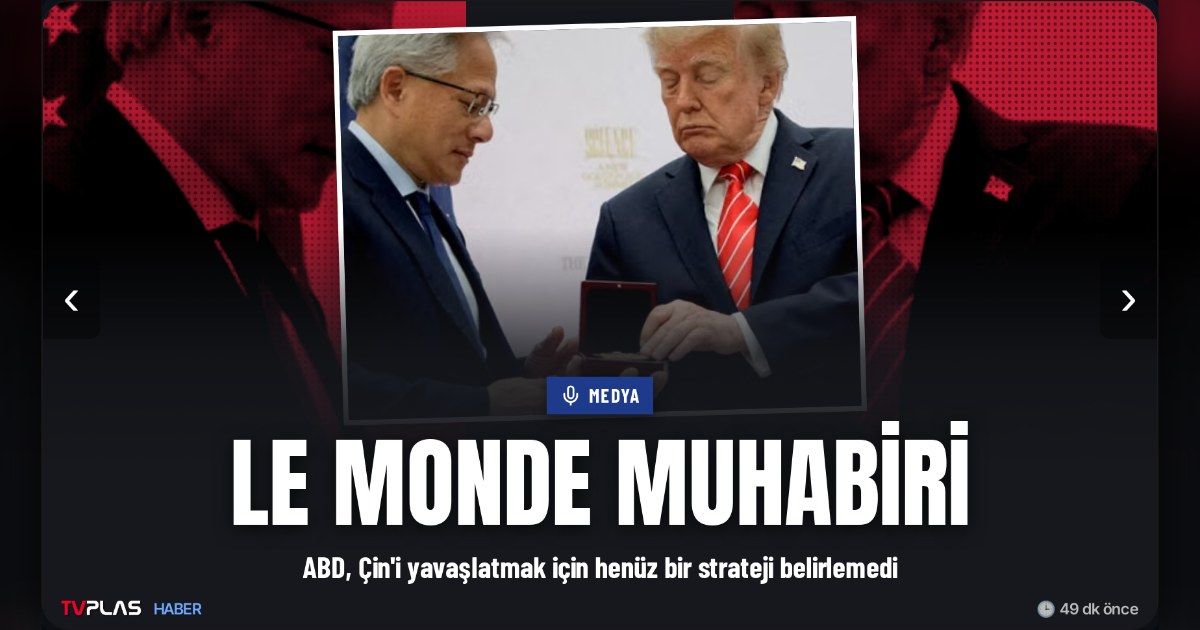 MEDYA
LE MONDE MUHABİRİ
ABD, Çin'i yavaşlatmak için henüz bir strateji belirlemedi
TVPLAS HABER
49 dk önce